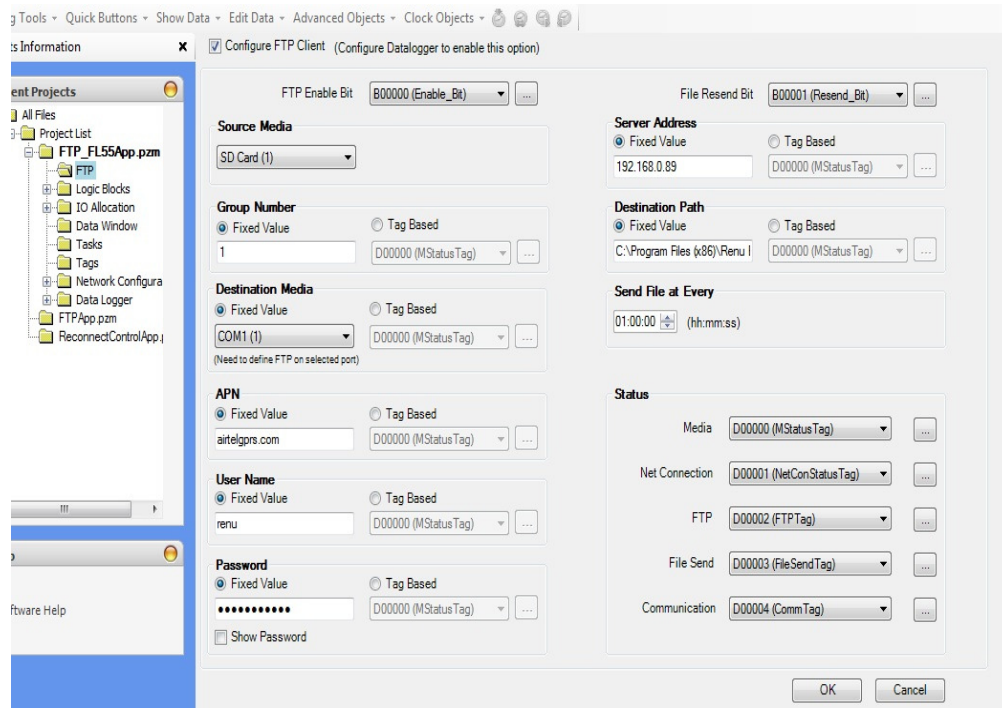 g Tools Quick Buttons Show Data Edit Data Advanced Objects Clock Objects
ts Information x
ent Projects
All Files
Project List
FTP_FL55App.pzm
FTP
Logic Blocks
IO Allocation
Data Window
Tasks
Tags
Network Configura
Data Logger
FTPApp.pzm
ReconnectControlApp.
ftware Help
Configure FTP Client (Configure Datalogger to enable this option)
FTP Enable Bit B00000 (Enable_Bit) ...
Source Media
SD Card (1)
Group Number
Fixed Value Tag Based
1 D00000 (MStatusTag) ...
Destination Media
Fixed Value Tag Based
COM1 (1) D00000 (MStatusTag) ...
(Need to define FTP on selected port)
APN
Fixed Value Tag Based
airtelgprs.com D00000 (MStatusTag) ...
User Name
Fixed Value Tag Based
renu D00000 (MStatusTag) ...
Password
Fixed Value Tag Based
●●●●●●●●●●● D00000 (MStatusTag) ...
Show Password
File Resend Bit B00001 (Resend_Bit) ...
Server Address
Fixed Value Tag Based
192.168.0.89 D00000 (MStatusTag) ...
Destination Path
Fixed Value Tag Based
C:\Program Files (x86)\Renu D00000 (MStatusTag) ...
Send File at Every
01:00:00 (hh:mm:ss)
Status
Media D00000 (MStatusTag) ...
Net Connection D00001 (NetConStatusTag) ...
FTP D00002 (FTPTag) ...
File Send D00003 (FileSendTag) ...
Communication D00004 (CommTag) ...
OK Cancel